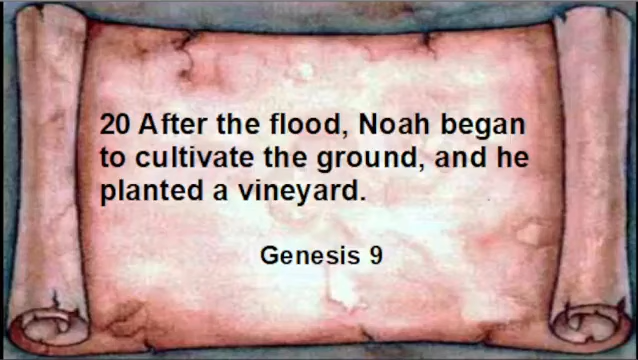 20 After the flood, Noah began
to cultivate the ground, and he
planted a vineyard.
Genesis 9